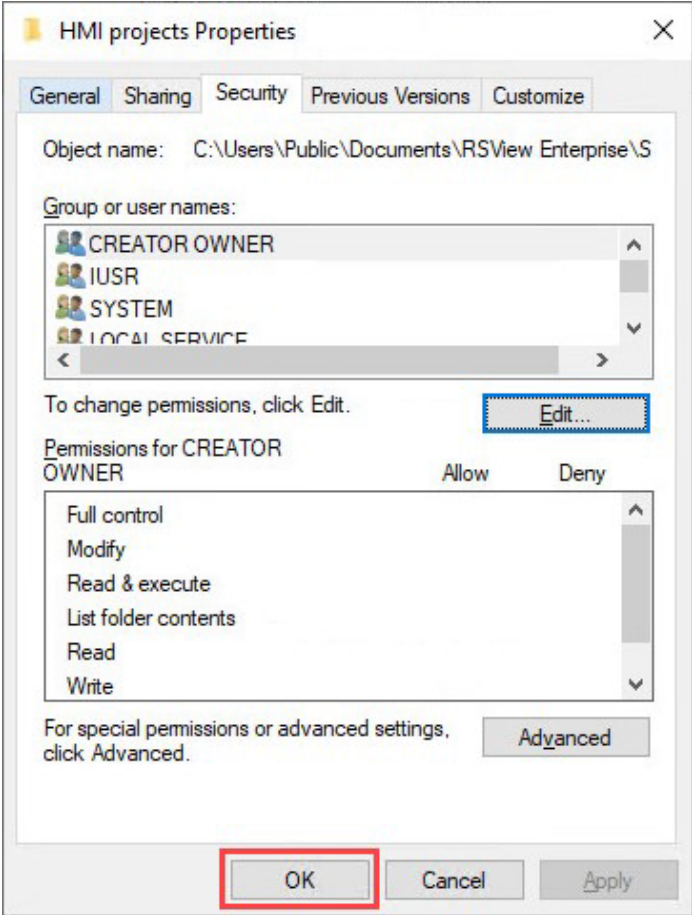 HMI projects Properties
General Sharing Security Previous Versions Customize
Object name: C:\Users\Public\Documents\RSView Enterprise\S
Group or user names:
CREATOR OWNER
IUSR
SYSTEM
LOCAL SERVICE
To change permissions, click Edit.
Edit...
Permissions for CREATOR
OWNER Allow Deny
Full control
Modify
Read & execute
List folder contents
Read
Write
For special permissions or advanced settings,
click Advanced.
Advanced
OK Cancel Apply